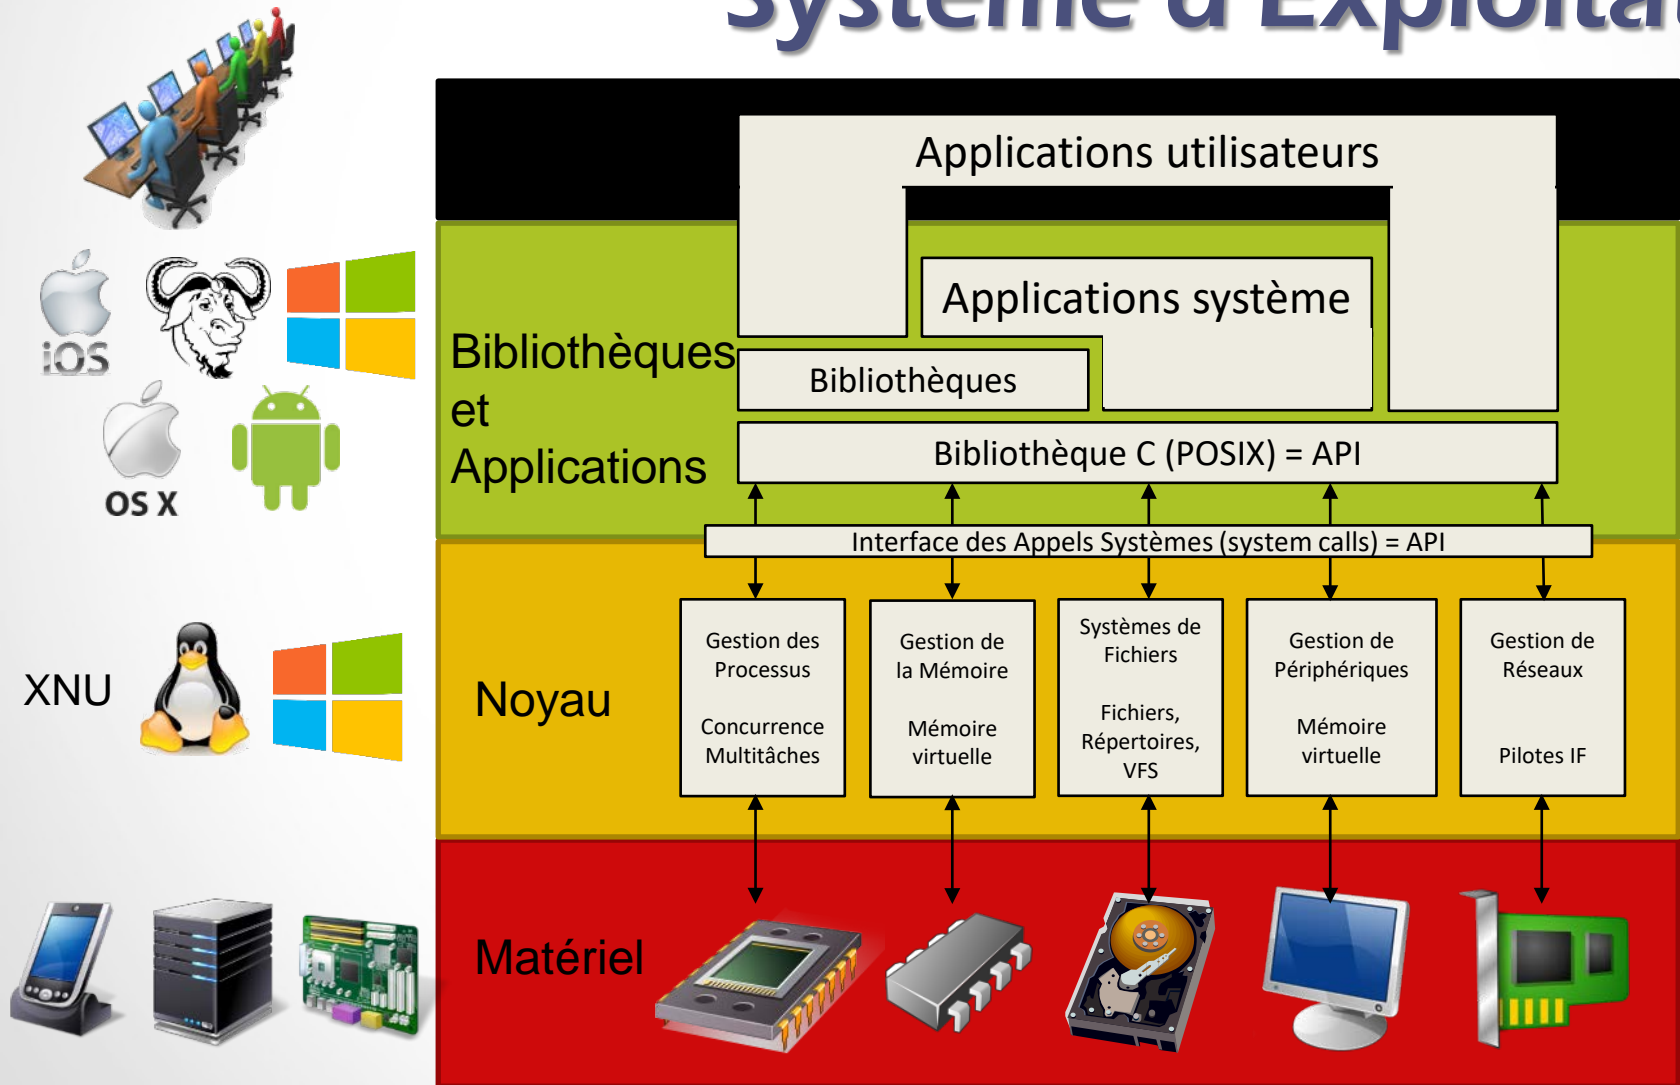 Système d'Exploita
Applications utilisateurs
Applications système
Bibliothèques
et
Applications
Bibliothèques
Bibliothèque C (POSIX) = API
Interface des Appels Systèmes (system calls) = API
iOS
OS X
XNU
Noyau
Gestion des
Processus
Concurrence
Multitâches
Gestion de
la Mémoire
Mémoire
virtuelle
Systèmes de
Fichiers
Fichiers,
Répertoires,
VFS
Gestion de
Périphériques
Mémoire
virtuelle
Gestion de
Réseaux
Pilotes IF
Matériel